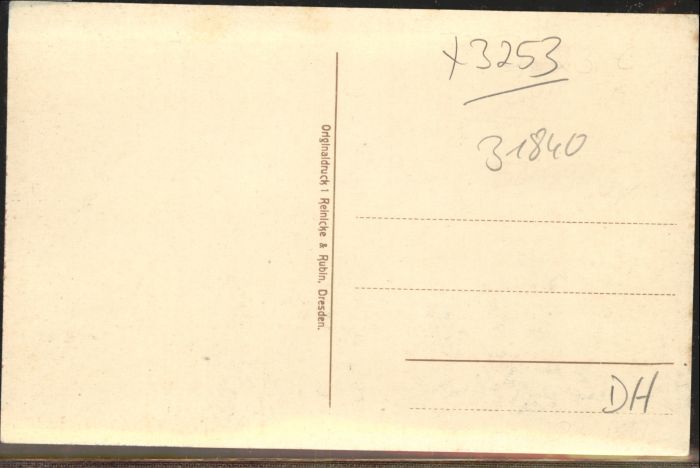 Originaldruck: Reinicke & Rubin, Dresden.
x3253
31840
DH